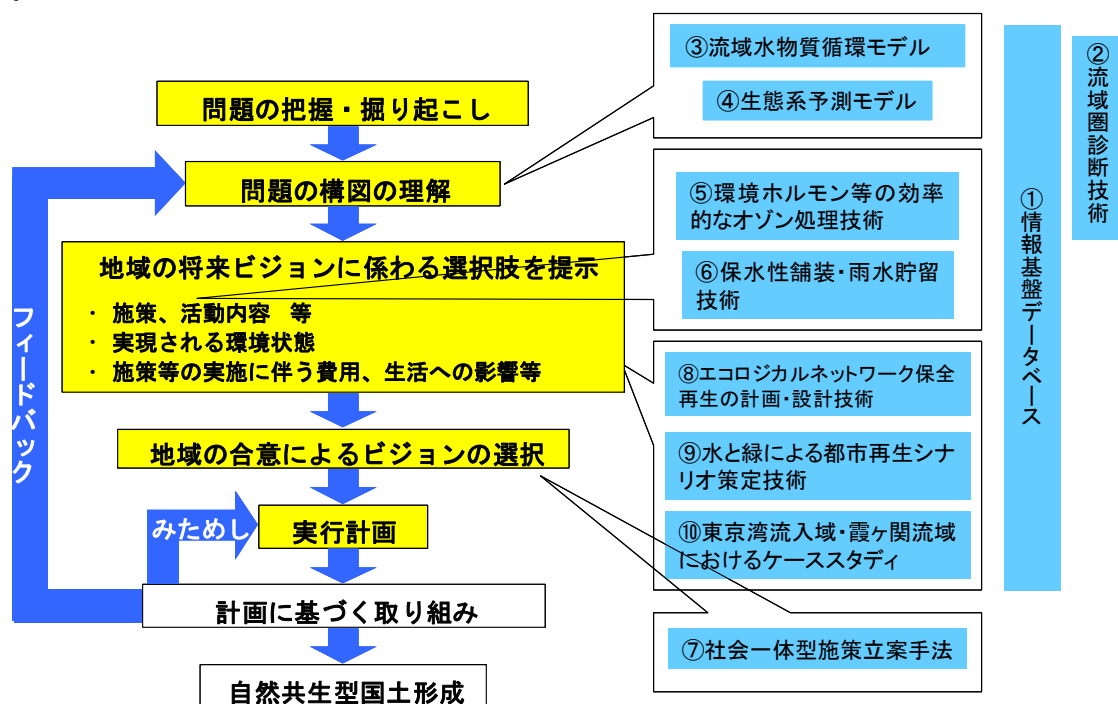 問題の把握・掘り起こし
問題の構図の理解
地域の将来ビジョンに係わる選択肢を提示
・ 施策、活動内容 等
・ 実現される環境状態
・ 施策等の実施に伴う費用、生活への影響等
地域の合意によるビジョンの選択
みためし
実行計画
計画に基づく取り組み
自然共生型国土形成
フィードバック
③流域水物質循環モデル
④生態系予測モデル
⑤環境ホルモン等の効率
的なオゾン処理技術
⑥保水性舗装・雨水貯留
技術
⑧エコロジカルネットワーク保全
再生の計画・設計技術
⑨水と緑による都市再生シナ
リオ策定技術
⑩東京湾流入域・霞ヶ関流域
におけるケーススタディ
⑦社会一体型施策立案手法
①情報基盤データベース
②流域圏診断技術